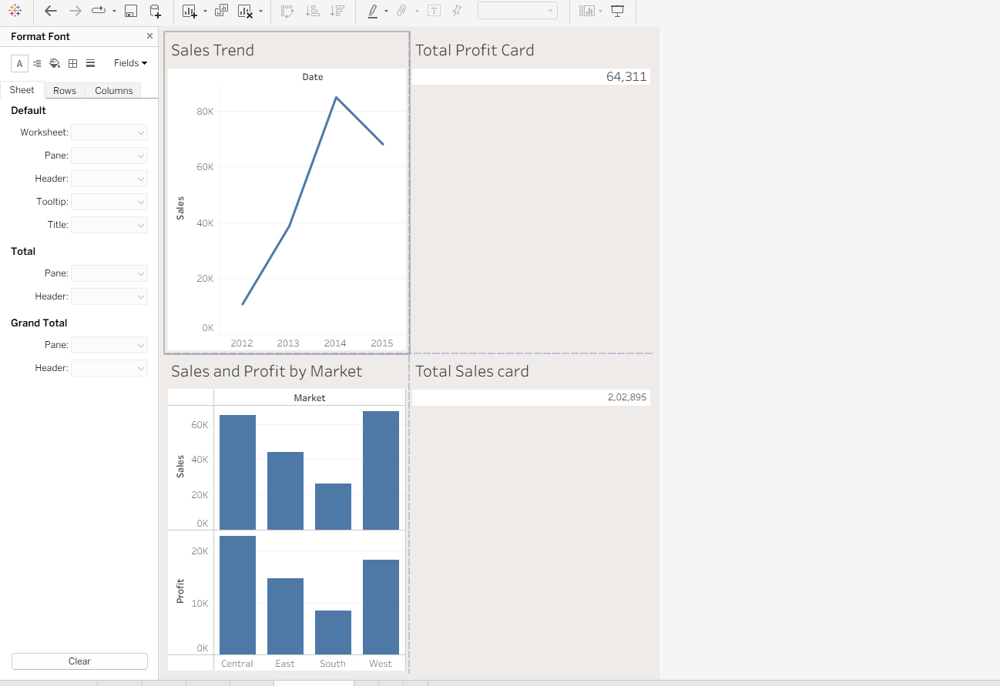 Format Font
A
Fields
Sheet Rows Columns
Default
Worksheet:
Pane:
Header:
Tooltip:
Title:
Total
Pane:
Header:
Grand Total
Pane:
Header:
Clear
Sales Trend
Date
Sales
80K
60K
40K
20K
0K
2012 2013 2014 2015
Total Profit Card
64,311
Sales and Profit by Market
Market
Sales
60K
40K
20K
0K
Profit
20K
10K
0K
Central East South West
Total Sales card
2,02,895